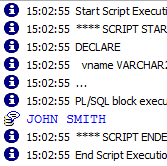 15:02:55 Start Script Executi
15:02:55 **** SCRIPT STAR
15:02:55 DECLARE
15:02:55 vname VARCHAR2
15:02:55 ...
15:02:55 PL/SQL block execu
JOHN SMITH
15:02:55 **** SCRIPT ENDE
15:02:55 End Script Executio